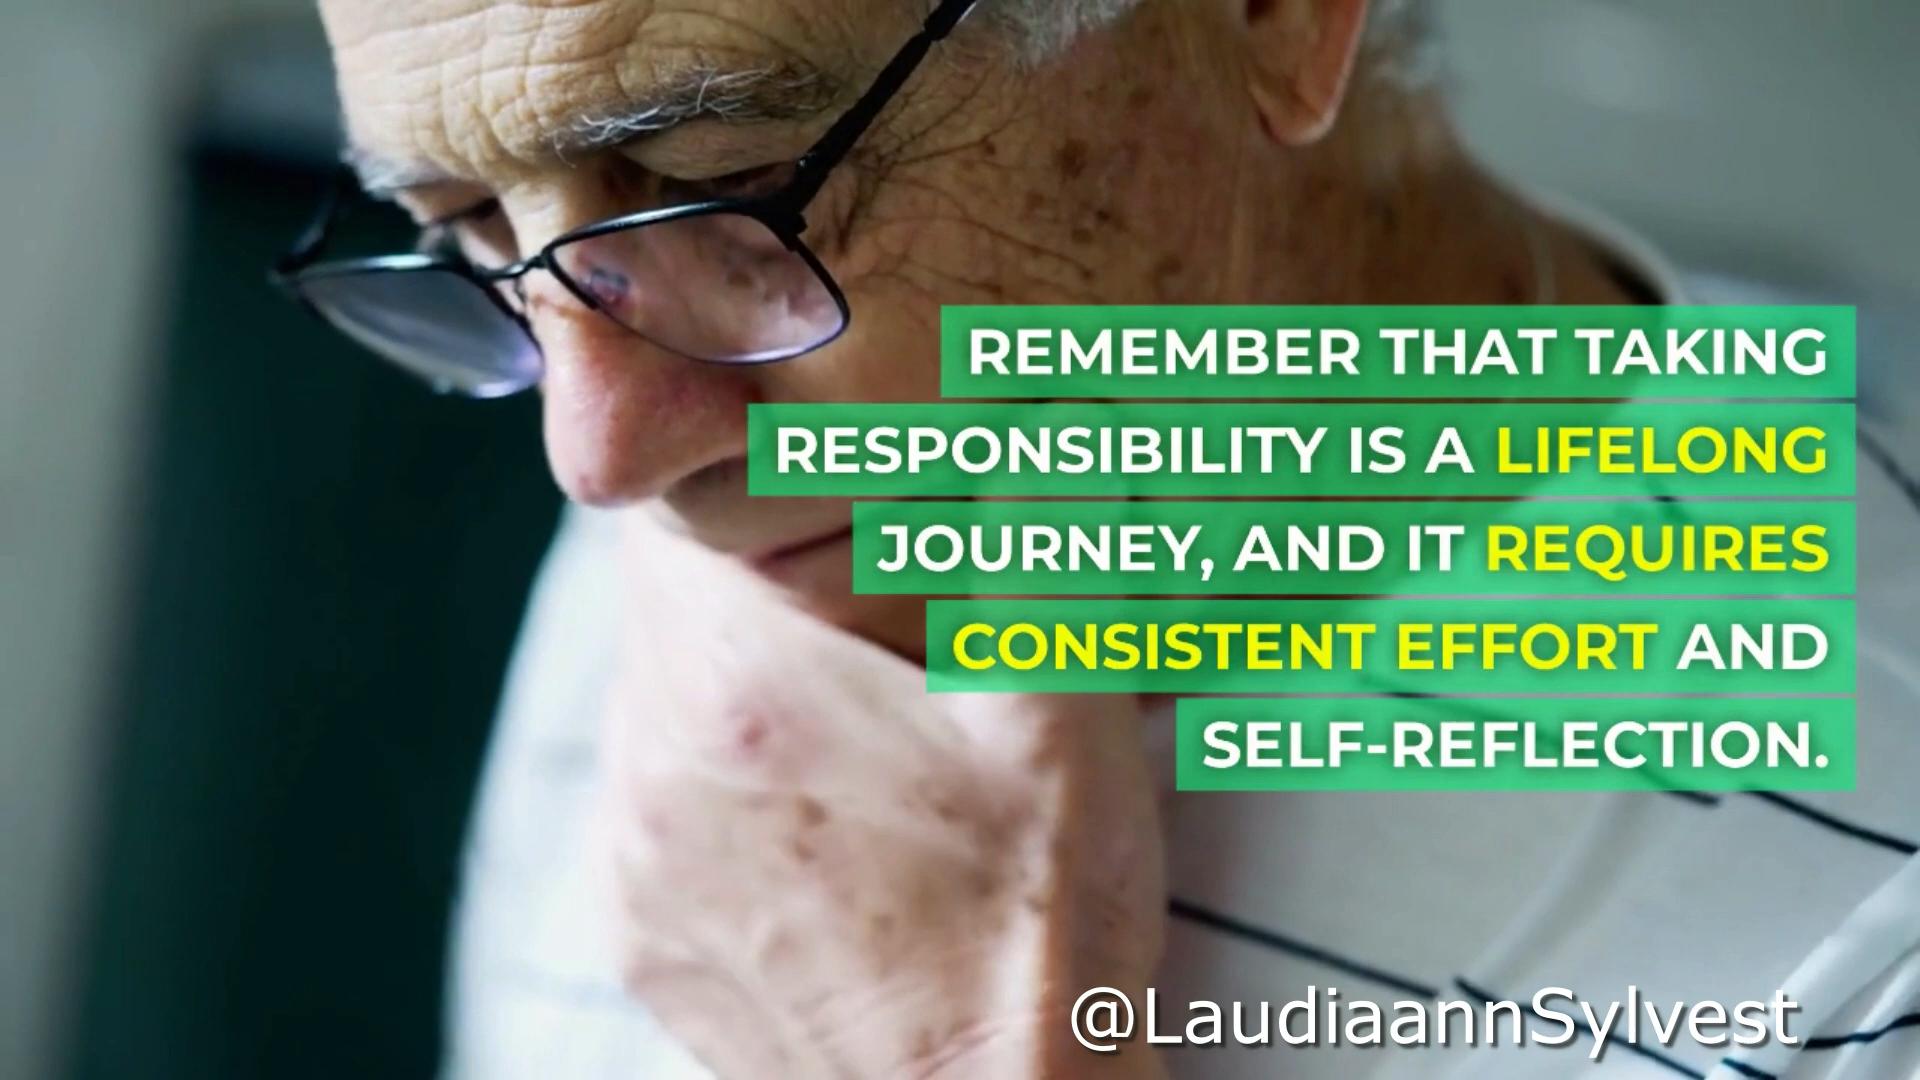 REMEMBER THAT TAKING
RESPONSIBILITY IS A LIFELONG
JOURNEY, AND IT REQUIRES
CONSISTENT EFFORT AND
SELF-REFLECTION.
@LaudiaannSylvest